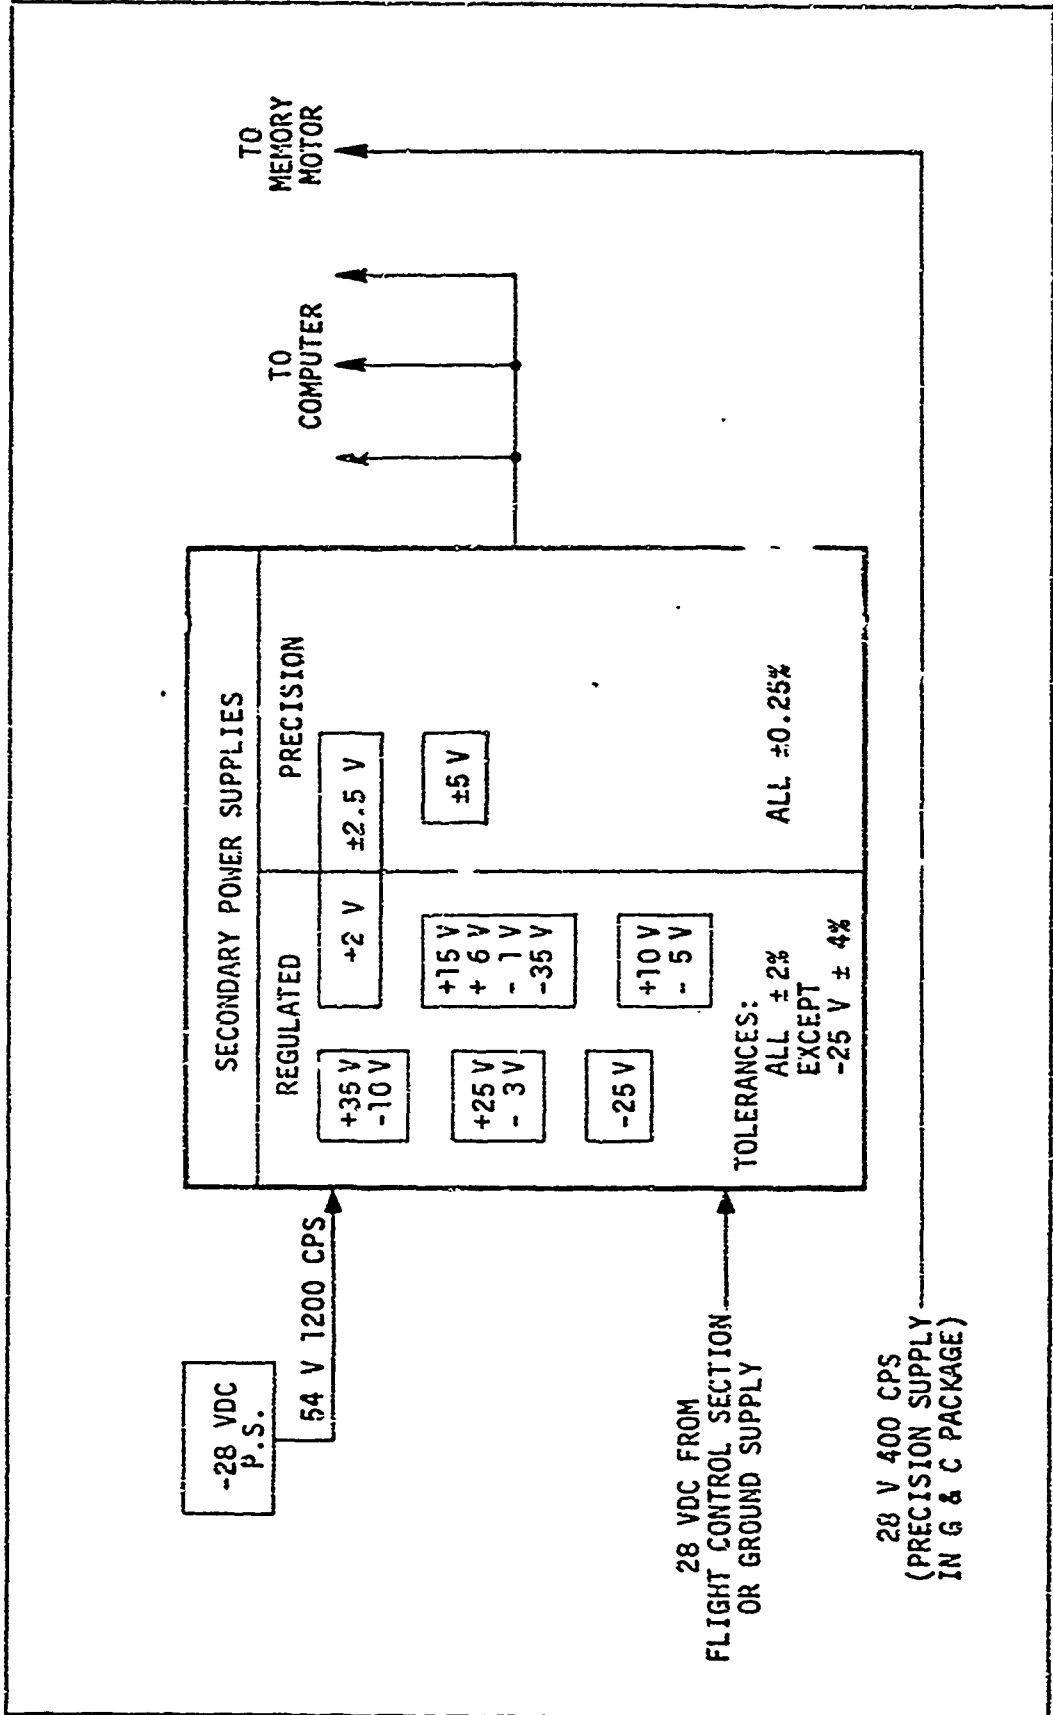 -28 VDC
P.S.
54 V 1200 CPS
28 VDC FROM
FLIGHT CONTROL SECTION
OR GROUND SUPPLY
28 V 400 CPS
(PRECISION SUPPLY
IN G & C PACKAGE)
SECONDARY POWER SUPPLIES
REGULATED
+35 V
-10 V
+25 V
- 3 V
-25 V
+2 V
+15 V
+ 6 V
- 1 V
-35 V
+10 V
- 5 V
TOLERANCES:
ALL ± 2%
EXCEPT
-25 V ± 4%
PRECISION
±2.5 V
±5 V
ALL ±0.25%
TO
COMPUTER
TO
MEMORY
MOTOR